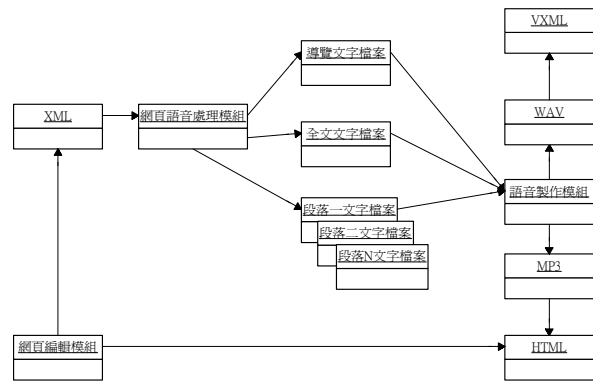 VXML
導覽文字檔案
XML
網頁語音處理模組
WAV
全文文字檔案
語音製作模組
段落一文字檔案
段落二文字檔案
段落N文字檔案
MP3
網頁編輯模組
HTML